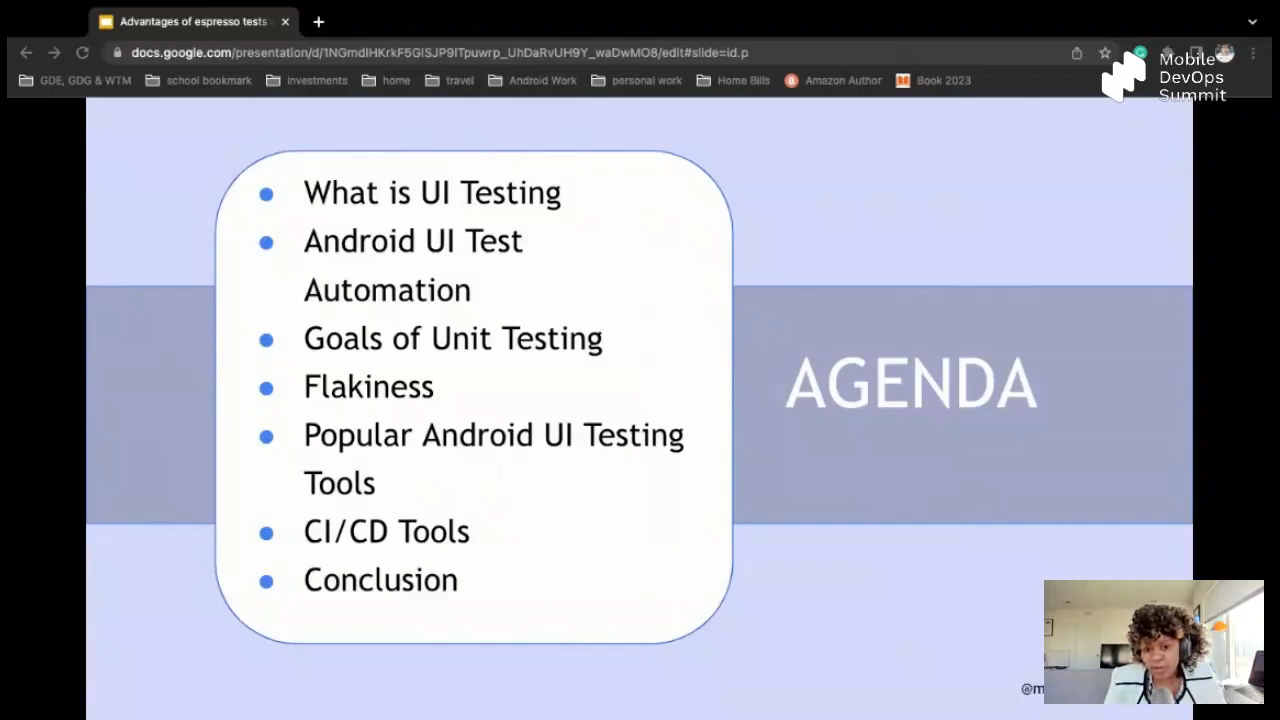 Advantages of espresso tests
docs.google.com/presentation/d/1NGmdIHKrkF5GlSJP9ITpuwrp_UhDaRvUH9Y_waDwMO8/edit#slide=id.p
GDE, GDG & WTM school bookmark investments home travel Android Work personal work Home Bills Amazon Author Book 2023
Mobile
DevOps
Summit
What is UI Testing
Android UI Test
Automation
Goals of Unit Testing
Flakiness
Popular Android UI Testing
Tools
CI/CD Tools
Conclusion
AGENDA
@m